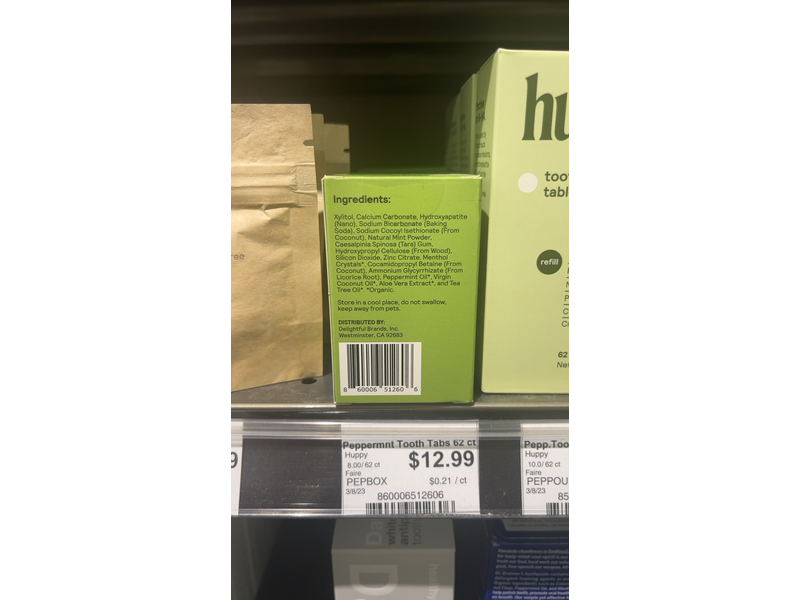 hu
too
tabl
refill
62
Ingredients:
Xylitol, Calcium Carbonate, Hydroxyapatite
(Nano), Sodium Bicarbonate (Baking
Soda), Sodium Cocoyl Isethionate (From
Coconut), Natural Mint Powder,
Caesalpinia Spinosa (Tara) Gum,
Hydroxypropyl Cellulose (From Wood),
Silicon Dioxide, Zinc Citrate, Menthol
Crystals*, Cocamidopropyl Betaine (From
Coconut), Ammonium Glycyrrhizate (From
Licorice Root), Peppermint Oil*, Virgin
Coconut Oil*, Aloe Vera Extract*, and Tea
Tree Oil*. *Organic.
Store in a cool place, do not swallow,
keep away from pets.
DISTRIBUTED BY:
Delightful Brands, Inc.
Westminster, CA 92683
8 60006 51260 6
9
Peppermnt Tooth Tabs 62 ct
Huppy
8.00/62 ct
$12.99
Faire
PEPBOX
$0.21 / ct
3/8/23
860006512606
Pepp.Too
Huppy
10.0/62 ct
Faire
PEPPOU
3/8/23
85